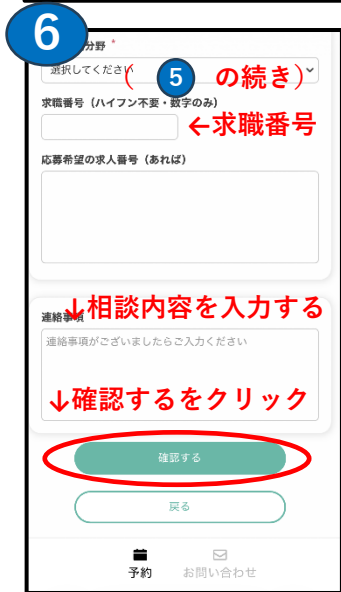 6
分野 *
選択してください
( 5 の続き)
求職番号（ハイフン不要・数字のみ）
←求職番号
応募希望の求人番号（あれば）
↓相談内容を入力する
連絡事項
連絡事項がございましたらご入力ください
↓確認するをクリック
確認する
戻る
予約 お問い合わせ